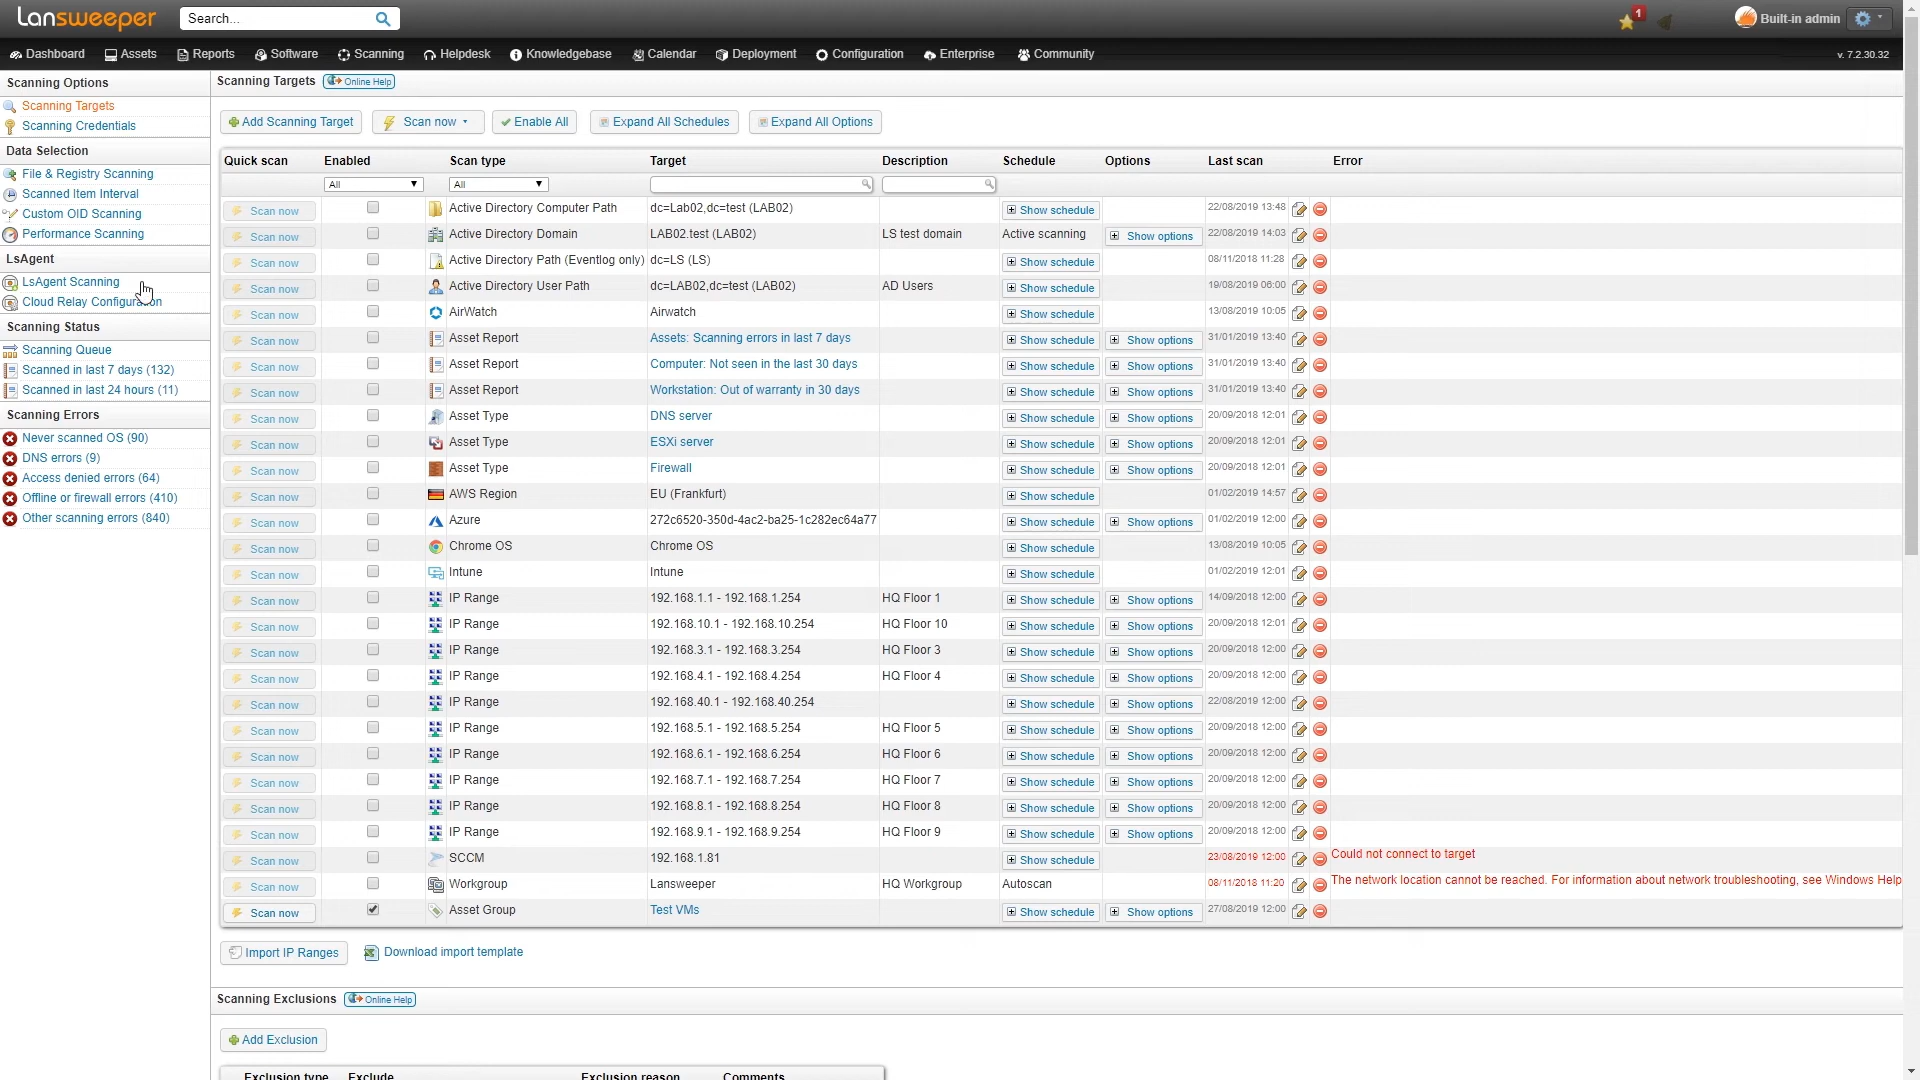 Lansweeper Search... 1 Built-in admin
Dashboard Assets Reports Software Scanning Helpdesk Knowledgebase Calendar Deployment Configuration Enterprise Community v. 7.2.30.32
Scanning Options
Scanning Targets
Scanning Credentials
Data Selection
File & Registry Scanning
Scanned Item Interval
Custom OID Scanning
Performance Scanning
LsAgent
LsAgent Scanning
Cloud Relay Configuration
Scanning Status
Scanning Queue
Scanned in last 7 days (132)
Scanned in last 24 hours (11)
Scanning Errors
Never scanned OS (90)
DNS errors (9)
Access denied errors (64)
Offline or firewall errors (410)
Other scanning errors (840)
Scanning Targets Online Help
Add Scanning Target Scan now Enable All Expand All Schedules Expand All Options
Quick scan Enabled Scan type Target Description Schedule Options Last scan Error
All All
Scan now Active Directory Computer Path dc=Lab02,dc=test (LAB02) Show schedule 22/08/2019 13:48
Scan now Active Directory Domain LAB02.test (LAB02) LS test domain Active scanning Show options 22/08/2019 14:03
Scan now Active Directory Path (Eventlog only) dc=LS (LS) Show schedule 08/11/2018 11:28
Scan now Active Directory User Path dc=LAB02,dc=test (LAB02) AD Users Show schedule 19/08/2019 06:00
Scan now AirWatch Airwatch Show schedule 13/08/2019 10:05
Scan now Asset Report Assets: Scanning errors in last 7 days Show schedule Show options 31/01/2019 13:40
Scan now Asset Report Computer: Not seen in the last 30 days Show schedule Show options 31/01/2019 13:40
Scan now Asset Report Workstation: Out of warranty in 30 days Show schedule Show options 31/01/2019 13:40
Scan now Asset Type DNS server Show schedule Show options 20/09/2018 12:01
Scan now Asset Type ESXi server Show schedule Show options 20/09/2018 12:01
Scan now Asset Type Firewall Show schedule Show options 20/09/2018 12:01
Scan now AWS Region EU (Frankfurt) Show schedule 01/02/2019 14:57
Scan now Azure 272c6520-350d-4ac2-ba25-1c282ec64a77 Show schedule Show options 01/02/2019 12:00
Scan now Chrome OS Chrome OS Show schedule 13/08/2019 10:05
Scan now Intune Intune Show schedule 01/02/2019 12:01
Scan now IP Range 192.168.1.1 - 192.168.1.254 HQ Floor 1 Show schedule Show options 14/09/2018 12:00
Scan now IP Range 192.168.10.1 - 192.168.10.254 HQ Floor 10 Show schedule Show options 20/09/2018 12:01
Scan now IP Range 192.168.3.1 - 192.168.3.254 HQ Floor 3 Show schedule Show options 20/09/2018 12:00
Scan now IP Range 192.168.4.1 - 192.168.4.254 HQ Floor 4 Show schedule Show options 20/09/2018 12:00
Scan now IP Range 192.168.40.1 - 192.168.40.254 Show schedule Show options 22/08/2019 12:00
Scan now IP Range 192.168.5.1 - 192.168.5.254 HQ Floor 5 Show schedule Show options 20/09/2018 12:00
Scan now IP Range 192.168.6.1 - 192.168.6.254 HQ Floor 6 Show schedule Show options 20/09/2018 12:00
Scan now IP Range 192.168.7.1 - 192.168.7.254 HQ Floor 7 Show schedule Show options 20/09/2018 12:00
Scan now IP Range 192.168.8.1 - 192.168.8.254 HQ Floor 8 Show schedule Show options 20/09/2018 12:00
Scan now IP Range 192.168.9.1 - 192.168.9.254 HQ Floor 9 Show schedule Show options 20/09/2018 12:00
Scan now SCCM 192.168.1.81 Show schedule 23/08/2019 12:00 Could not connect to target
Scan now Workgroup Lansweeper HQ Workgroup Autoscan 08/11/2018 11:20 The network location cannot be reached. For information about network troubleshooting, see Windows Help
Scan now Asset Group Test VMs Show schedule Show options 27/08/2019 12:00
Import IP Ranges Download import template
Scanning Exclusions Online Help
Add Exclusion
Exclusion type Exclude Exclusion reason Comments